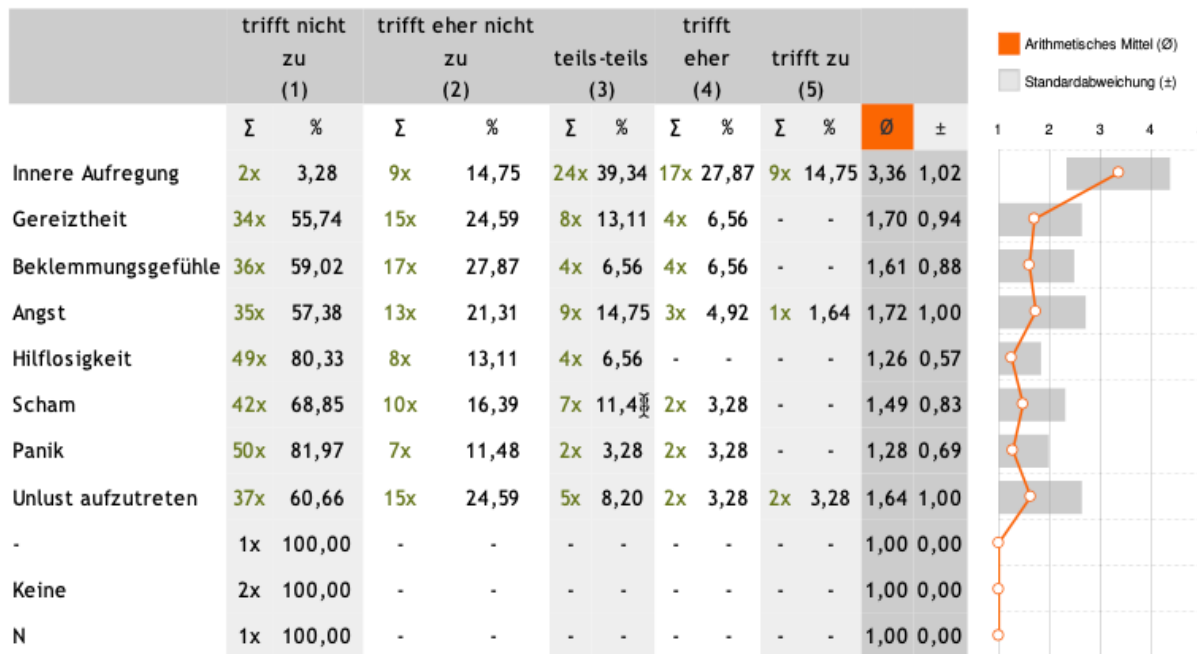 trifft nicht zu (1) trifft eher nicht zu (2) teils-teils (3) trifft eher (4) trifft zu (5)
Σ % Σ % Σ % Σ % Σ % Ø ±
Innere Aufregung 2x 3,28 9x 14,75 24x 39,34 17x 27,87 9x 14,75 3,36 1,02
Gereiztheit 34x 55,74 15x 24,59 8x 13,11 4x 6,56 - - 1,70 0,94
Beklemmungsgefühle 36x 59,02 17x 27,87 4x 6,56 4x 6,56 - - 1,61 0,88
Angst 35x 57,38 13x 21,31 9x 14,75 3x 4,92 1x 1,64 1,72 1,00
Hilflosigkeit 49x 80,33 8x 13,11 4x 6,56 - - - - 1,26 0,57
Scham 42x 68,85 10x 16,39 7x 2x 3,28 - - 1,49 0,83
Panik 50x 81,97 7x 11,48 2x 3,28 2x 3,28 - - 1,28 0,69
Unlust aufzutreten 37x 60,66 15x 24,59 5x 8,20 2x 3,28 2x 3,28 1,64 1,00
- 1x 100,00 - - - - - - - - 1,00 0,00
Keine 2x 100,00 - - - - - - - - 1,00 0,00
N 1x 100,00 - - - - - - - - 1,00 0,00
Arithmetisches Mittel (Ø)
Standardabweichung (±)
1 2 3 4